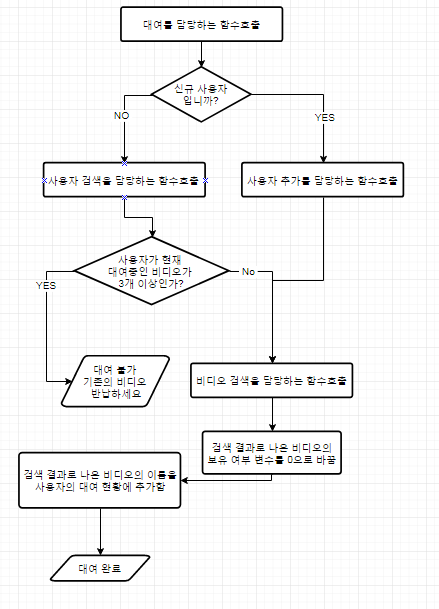 대여를 담당하는 함수호출
신규 사용자
입니까?
NO
YES
사용자 검색을 담당하는 함수호출
사용자 추가를 담당하는 함수호출
사용자가 현재
대여중인 비디오가
3개 이상인가?
YES
No
대여 불가
기존의 비디오
반납하세요
비디오 검색을 담당하는 함수호출
검색 결과로 나온 비디오의
보유 여부 변수를 0으로 바꿈
검색 결과로 나온 비디오의 이름을
사용자의 대여 현황에 추가함
대여 완료